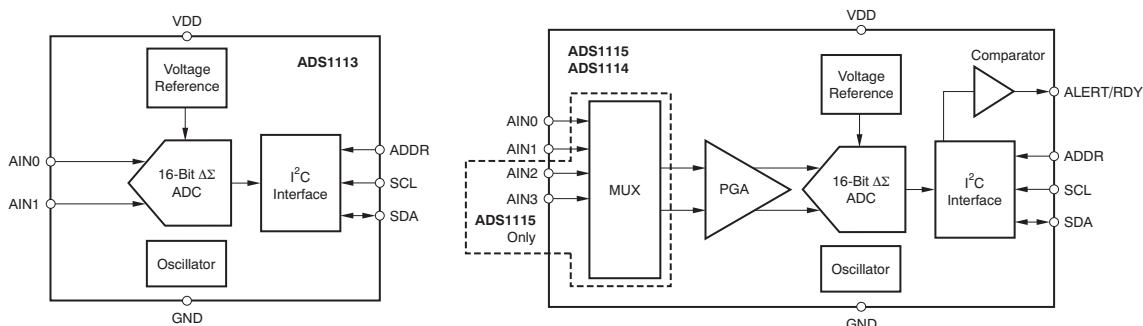 VDD
ADS1113
Voltage
Reference
AIN0
AIN1
16-Bit ΔΣ
ADC
I²C
Interface
ADDR
SCL
SDA
Oscillator
GND
VDD
ADS1115
ADS1114
Comparator
Voltage
Reference
ALERT/RDY
AIN0
AIN1
AIN2
AIN3
MUX
PGA
16-Bit ΔΣ
ADC
I²C
Interface
ADDR
SCL
SDA
ADS1115
Only
Oscillator
GND